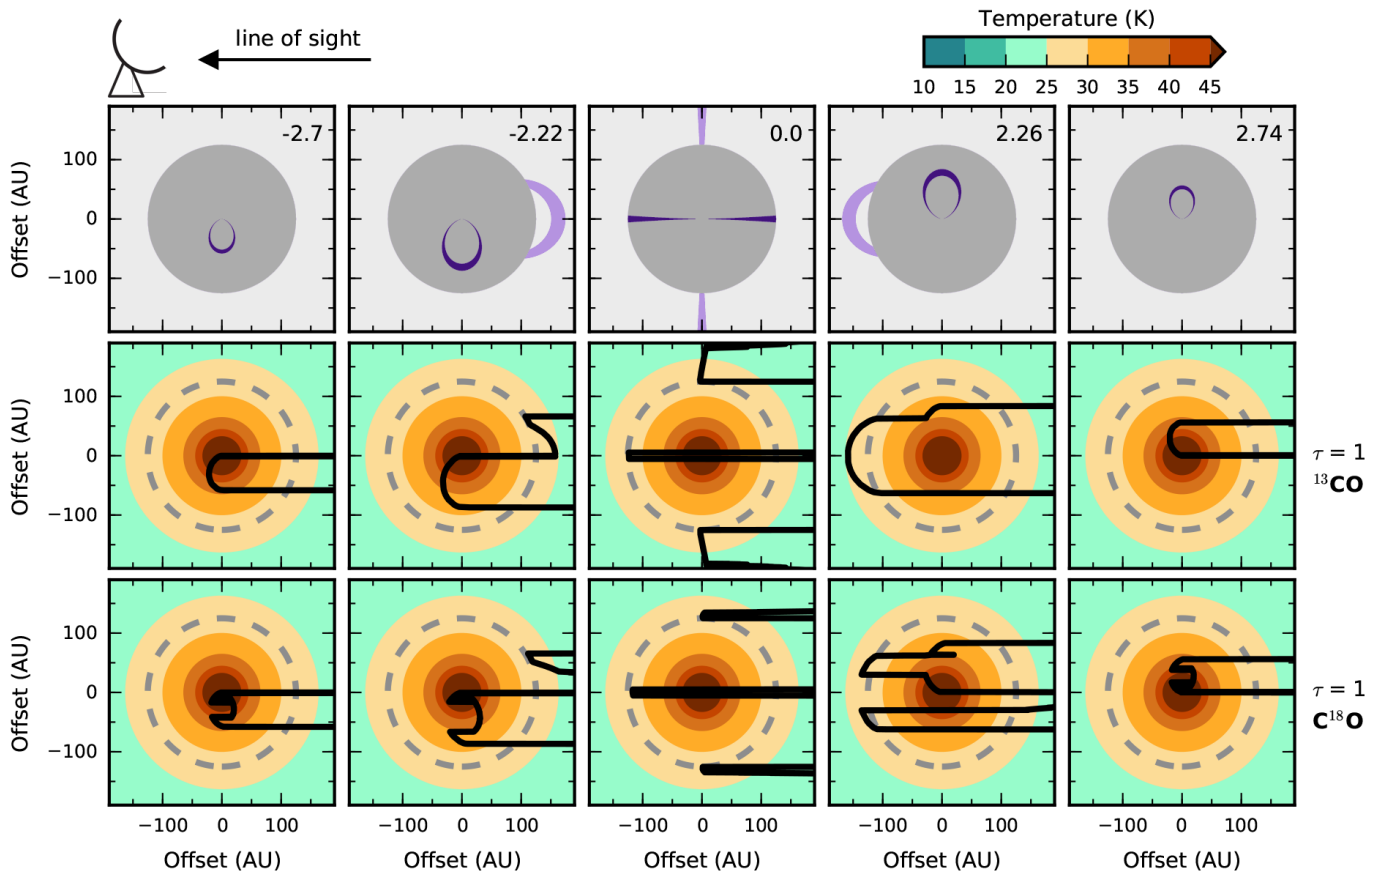 Temperature (K)
line of sight
10 15 20 25 30 35 40 45
-2.7 -2.22 0.0 2.26 2.74
Offset (AU)
100
0
−100
Offset (AU)
100
0
−100
τ = 1
¹³CO
Offset (AU)
100
0
−100
τ = 1
C¹⁸O
−100 0 100 −100 0 100 −100 0 100 −100 0 100 −100 0 100
Offset (AU) Offset (AU) Offset (AU) Offset (AU) Offset (AU)